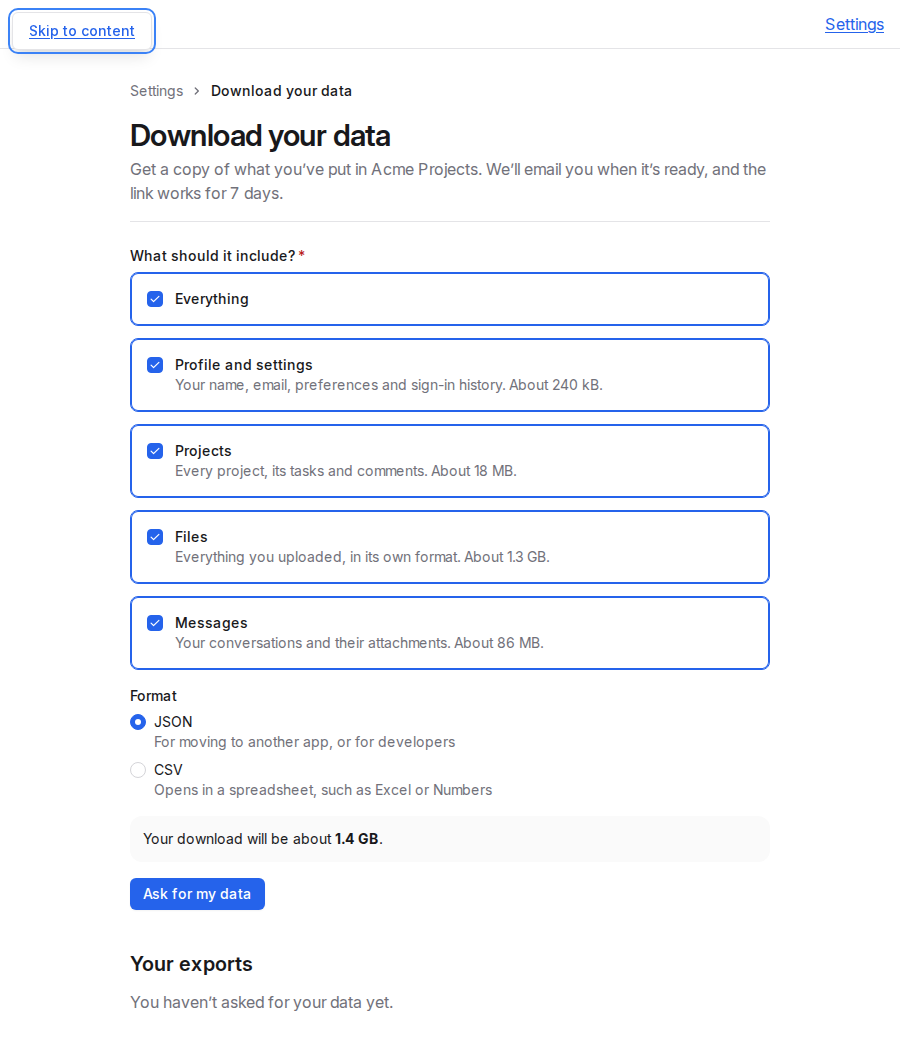 Skip to content
Settings
Settings
Download your data
Download your data
Get a copy of what you’ve put in Acme Projects. We’ll email you when it’s ready, and the
link works for 7 days.
What should it include? *
Everything
Profile and settings
Your name, email, preferences and sign-in history. About 240 kB.
Projects
Every project, its tasks and comments. About 18 MB.
Files
Everything you uploaded, in its own format. About 1.3 GB.
Messages
Your conversations and their attachments. About 86 MB.
Format
JSON
For moving to another app, or for developers
CSV
Opens in a spreadsheet, such as Excel or Numbers
Your download will be about 1.4 GB.
Ask for my data
Your exports
You haven’t asked for your data yet.